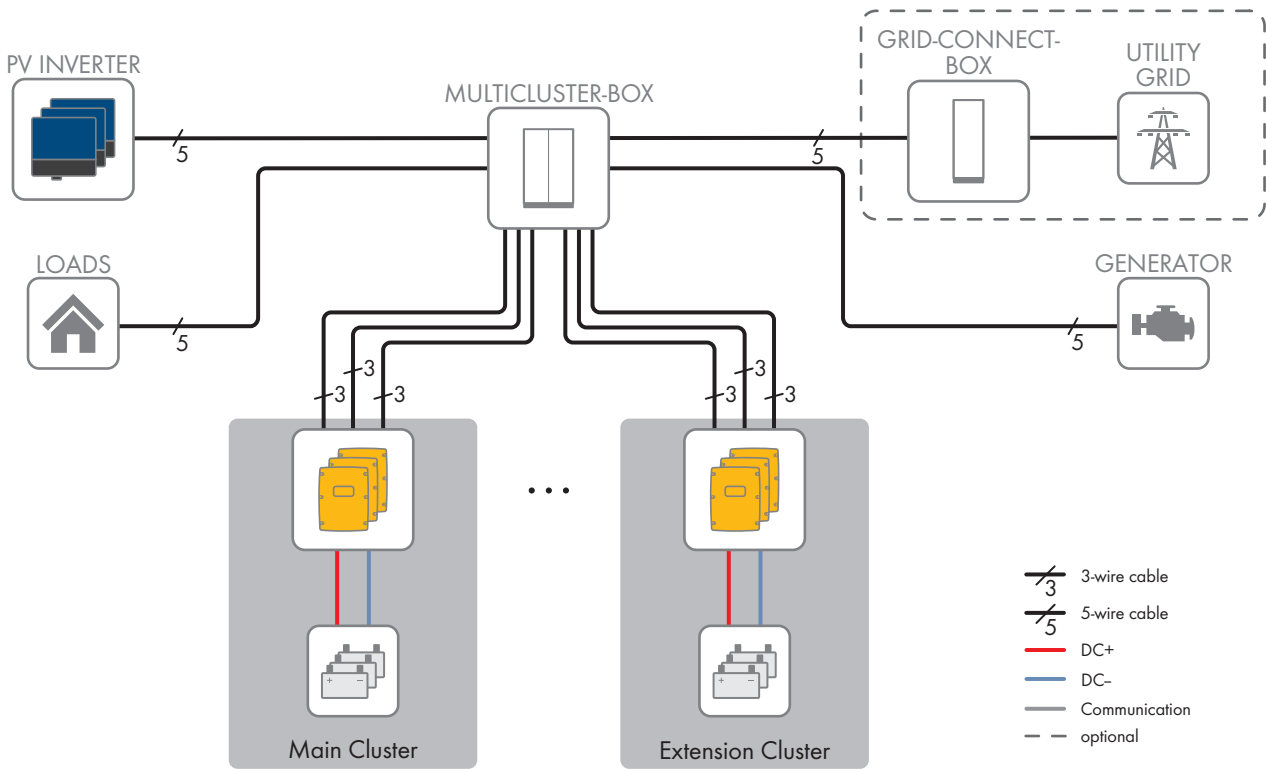 GRID-CONNECT-
BOX
UTILITY
GRID
PV INVERTER
MULTICLUSTER-BOX
5
5
LOADS
GENERATOR
5
5
3
3
3
3
3
3
...
+ −
+ −
3 3-wire cable
5 5-wire cable
DC+
DC–
Communication
optional
Main Cluster
Extension Cluster